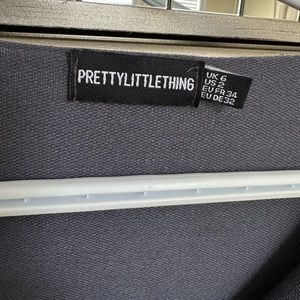 PRETTYLITTLETHING
UK 6
US 2
EU FR 34
EU DE 32